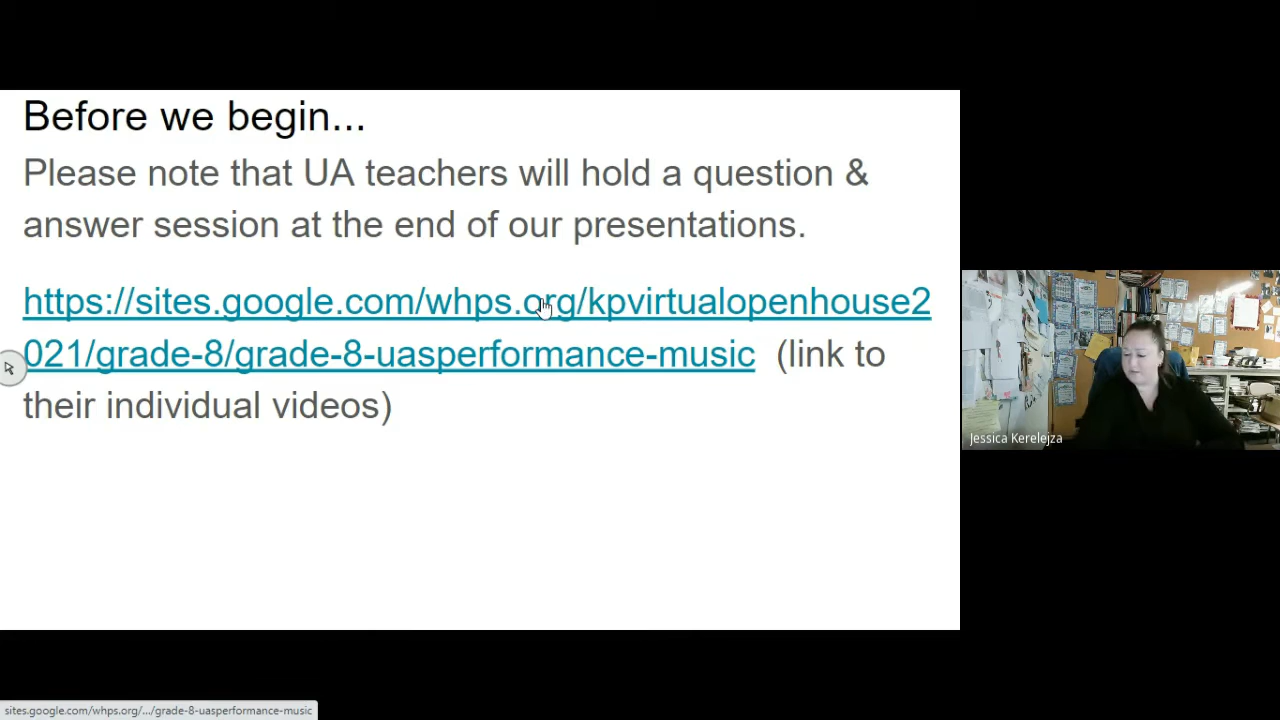 Before we begin...
Please note that UA teachers will hold a question &
answer session at the end of our presentations.
https://sites.google.com/whps.org/kpvirtualopenhouse2
021/grade-8/grade-8-uasperformance-music (link to
their individual videos)
Jessica Kerelejza
sites.google.com/whps.org/.../grade-8-uasperformance-music